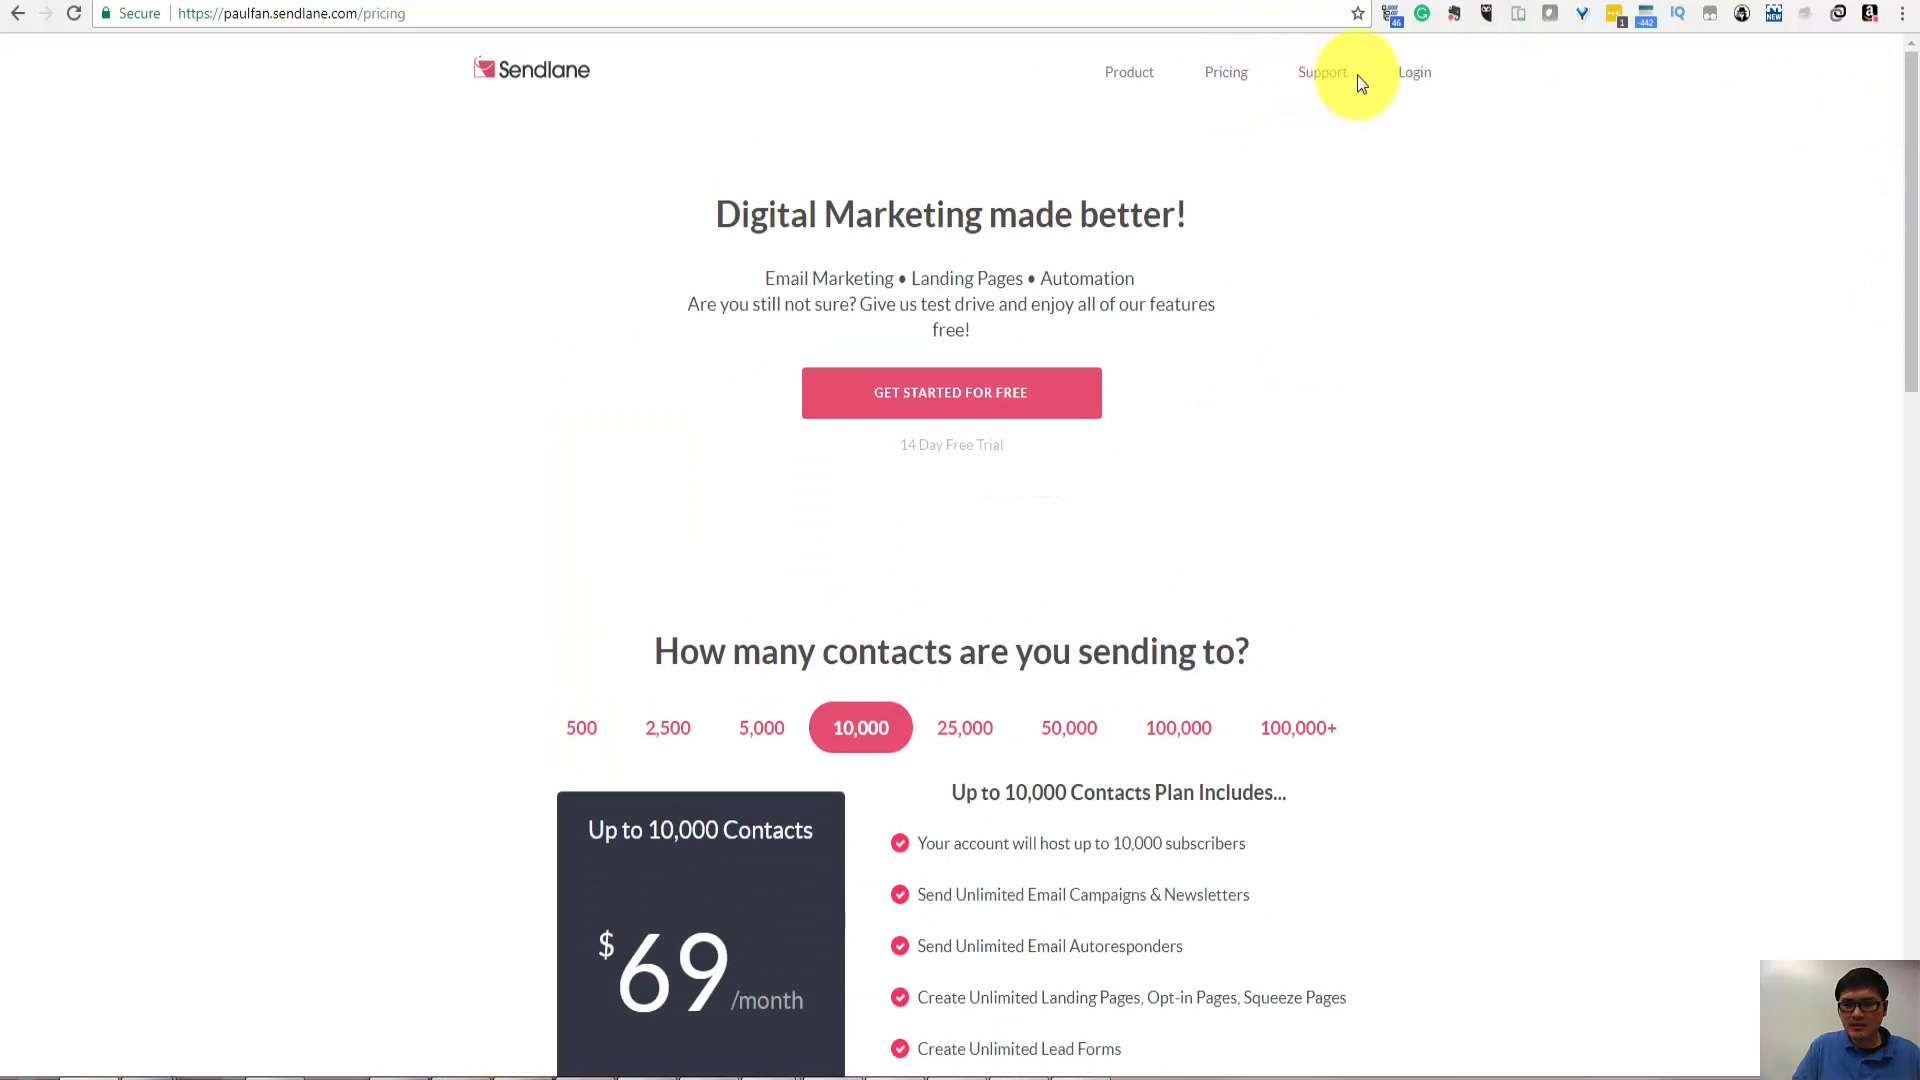 Secure https://paulfan.sendlane.com/pricing
46
1
-442
IQ
NEW
Sendlane
Product Pricing Support Login
Digital Marketing made better!
Email Marketing • Landing Pages • Automation
Are you still not sure? Give us test drive and enjoy all of our features
free!
GET STARTED FOR FREE
14 Day Free Trial
How many contacts are you sending to?
500 2,500 5,000 10,000 25,000 50,000 100,000 100,000+
Up to 10,000 Contacts
$69/month
Up to 10,000 Contacts Plan Includes...
Your account will host up to 10,000 subscribers
Send Unlimited Email Campaigns & Newsletters
Send Unlimited Email Autoresponders
Create Unlimited Landing Pages, Opt-in Pages, Squeeze Pages
Create Unlimited Lead Forms